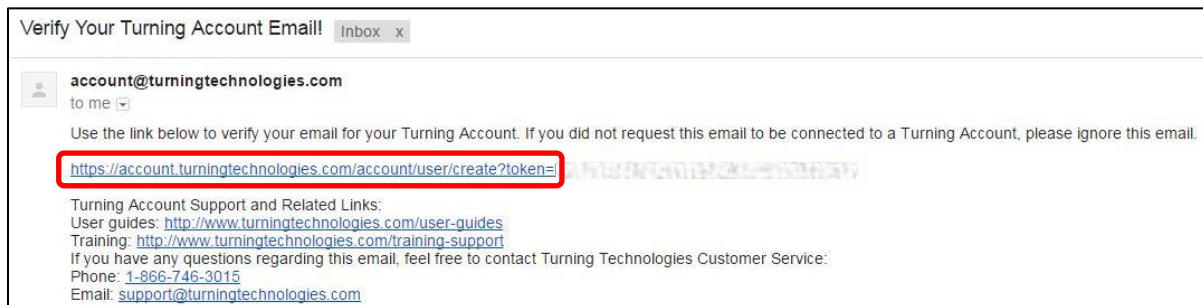 Verify Your Turning Account Email! Inbox x
account@turningtechnologies.com
to me
Use the link below to verify your email for your Turning Account. If you did not request this email to be connected to a Turning Account, please ignore this email.
https://account.turningtechnologies.com/account/user/create?token=
Turning Account Support and Related Links:
User guides: http://www.turningtechnologies.com/user-guides
Training: http://www.turningtechnologies.com/training-support
If you have any questions regarding this email, feel free to contact Turning Technologies Customer Service:
Phone: 1-866-746-3015
Email: support@turningtechnologies.com